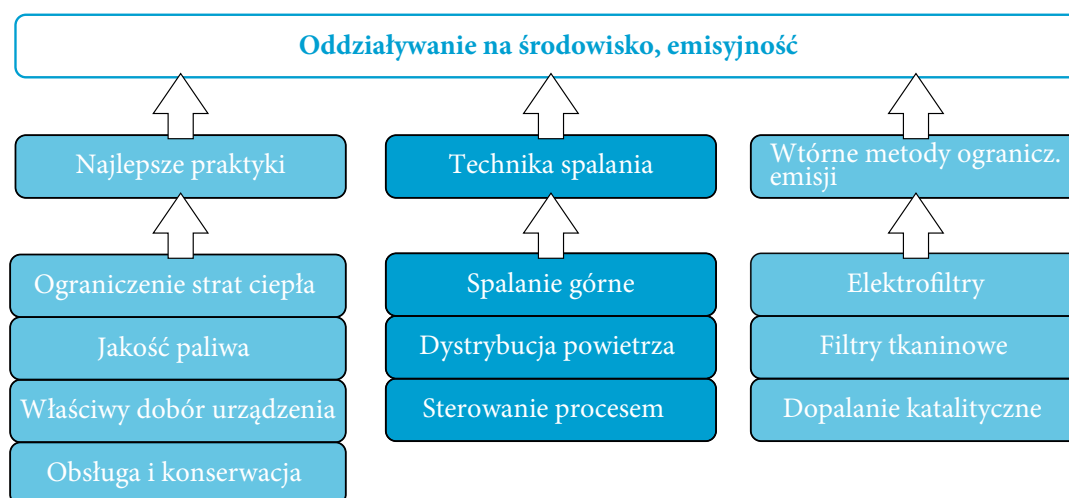 Oddziaływanie na środowisko, emisyjność
Najlepsze praktyki
Technika spalania
Wtórne metody ogranicz.
emisji
Ograniczenie strat ciepła
Jakość paliwa
Właściwy dobór urządzenia
Obsługa i konserwacja
Spalanie górne
Dystrybucja powietrza
Sterowanie procesem
Elektrofiltry
Filtry tkaninowe
Dopalanie katalityczne